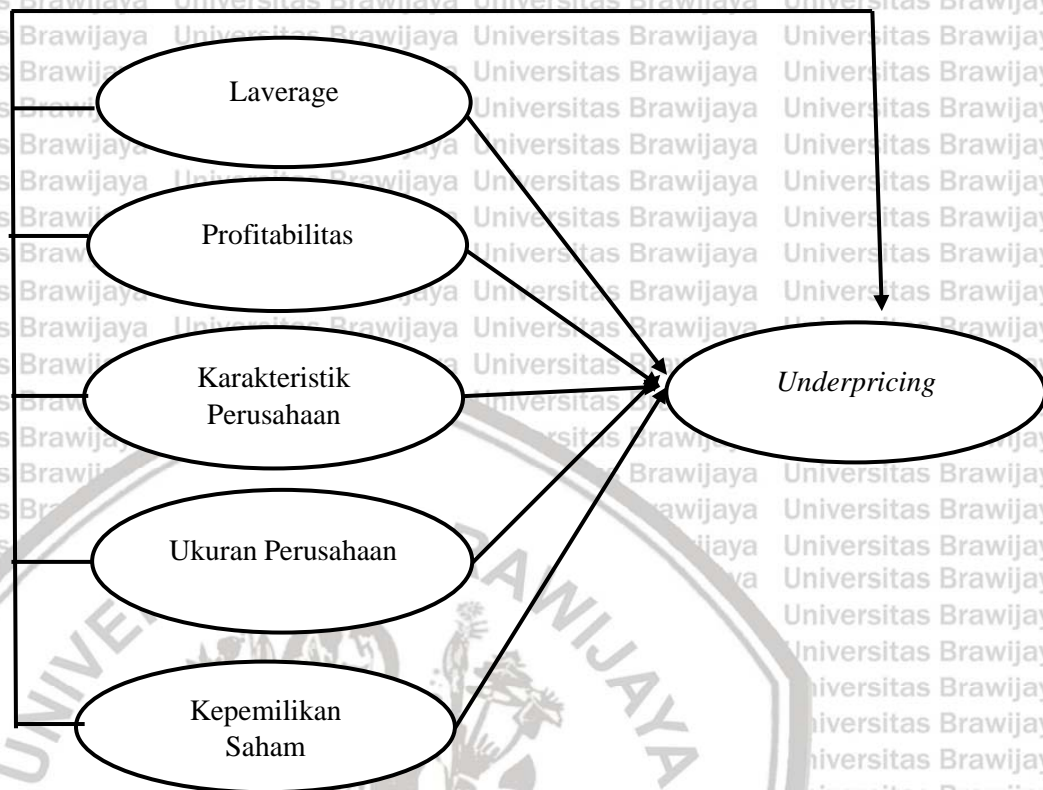 Laverage
Profitabilitas
Karakteristik
Perusahaan
Ukuran Perusahaan
Kepemilikan
Saham
Underpricing